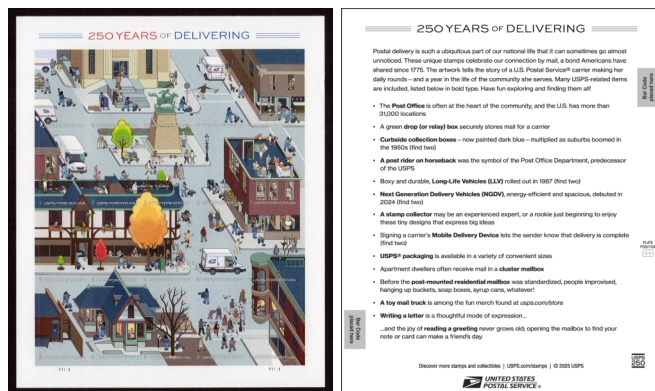 250 YEARS OF DELIVERING
250 YEARS OF DELIVERING
Postal delivery is such a ubiquitous part of our national life that it can sometimes go almost
unnoticed. These unique stamps celebrate our connection by mail, a bond Americans have
shared since 1775. The artwork tells the story of a U.S. Postal Service® carrier making her
daily rounds – and a year in the life of the community she serves. Many USPS-related items
are included, listed below in bold type. Have fun exploring and finding them all!
• The Post Office is often at the heart of the community, and the U.S. has more than
31,000 locations
• A green drop (or relay) box securely stores mail for a carrier
• Curbside collection boxes – now painted dark blue – multiplied as suburbs boomed in
the 1950s (find two)
• A post rider on horseback was the symbol of the Post Office Department, predecessor
of the USPS
• Boxy and durable, Long-Life Vehicles (LLV) rolled out in 1987 (find two)
• Next Generation Delivery Vehicles (NGDV), energy-efficient and spacious, debuted in
2024 (find two)
• A stamp collector may be an experienced expert, or a rookie just beginning to enjoy
these tiny designs that express big ideas
• Signing a carrier's Mobile Delivery Device lets the sender know that delivery is complete
(find two)
• USPS® packaging is available in a variety of convenient sizes
• Apartment dwellers often receive mail in a cluster mailbox
• Before the post-mounted residential mailbox was standardized, people improvised,
hanging up buckets, soap boxes, syrup cans, whatever!
• A toy mail truck is among the fun merch found at usps.com/store
• Writing a letter is a thoughtful mode of expression...
...and the joy of reading a greeting never grows old; opening the mailbox to find your
note or card can make a friend's day.
Bar Code
placed here
PLATE
POSITION
Bar Code
placed here
Discover more stamps and collectibles | USPS.com/stamps | © 2025 USPS
UNITED STATES
POSTAL SERVICE®
USPS
250